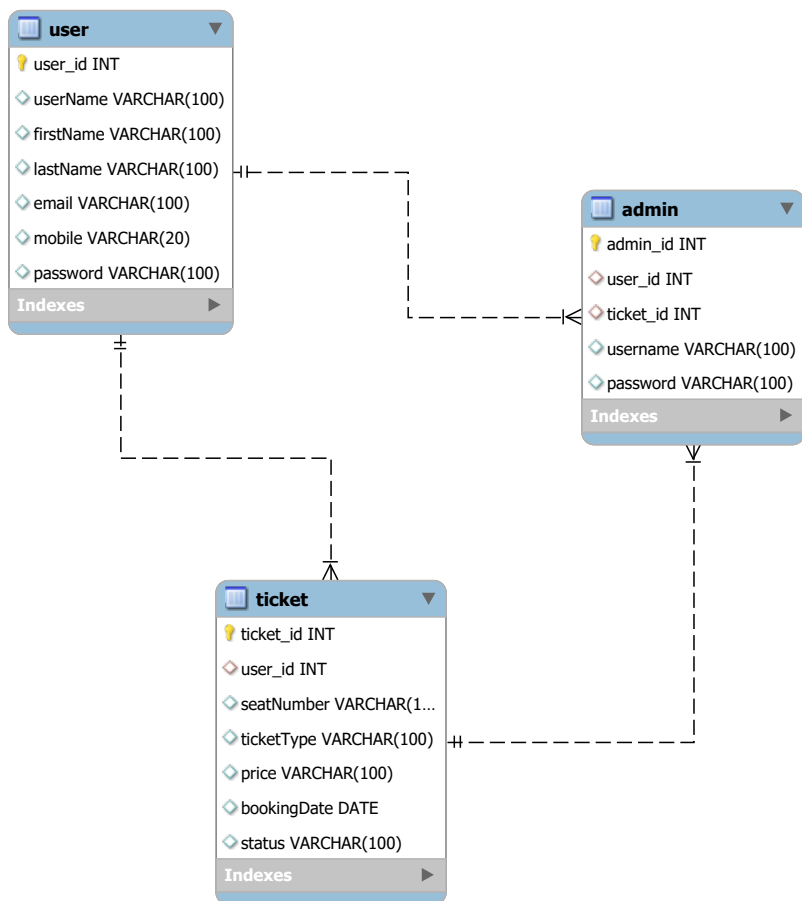 user
user_id INT
userName VARCHAR(100)
firstName VARCHAR(100)
lastName VARCHAR(100)
email VARCHAR(100)
mobile VARCHAR(20)
password VARCHAR(100)
Indexes
admin
admin_id INT
user_id INT
ticket_id INT
username VARCHAR(100)
password VARCHAR(100)
Indexes
ticket
ticket_id INT
user_id INT
seatNumber VARCHAR(1...
ticketType VARCHAR(100)
price VARCHAR(100)
bookingDate DATE
status VARCHAR(100)
Indexes